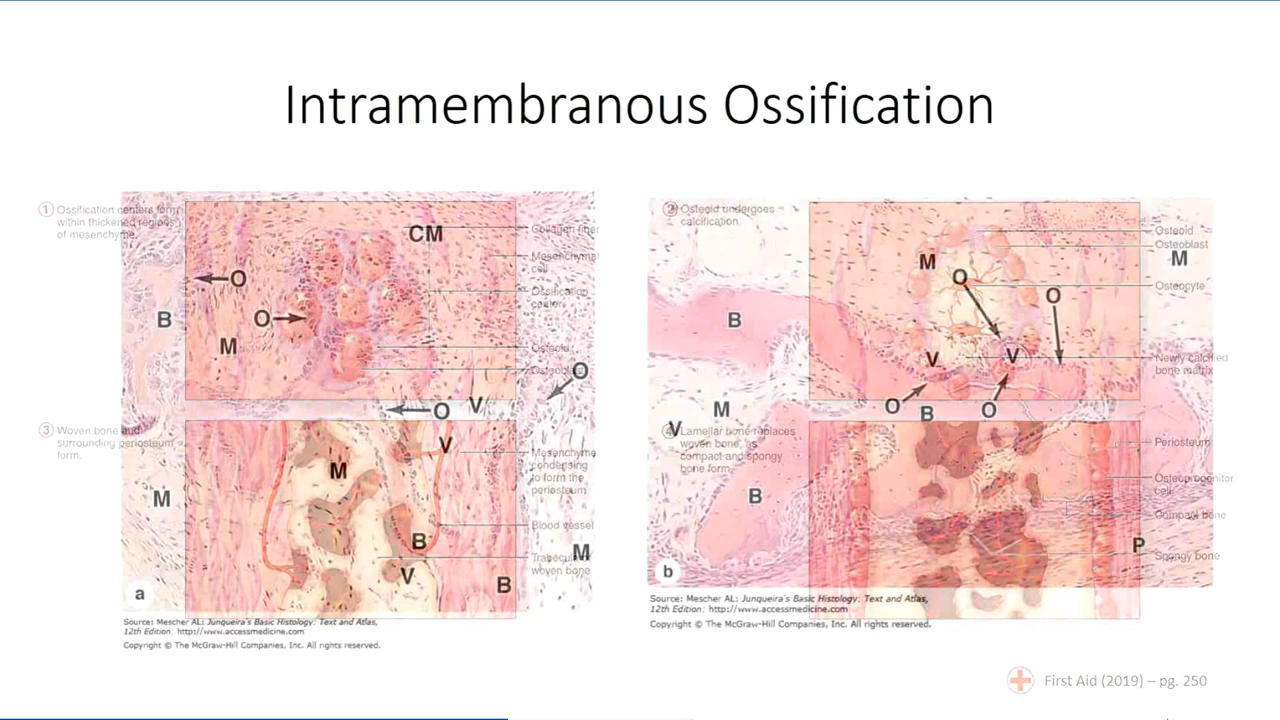 Intramembranous Ossification
1 Ossification centers form
within thickened regions
of mesenchyme.
CM
O
O
B
M
Collagen fiber
Mesenchymal
cell
Ossification
center
Osteoid
Osteoblast
O
O
V
3 Woven bone and
surrounding periosteum
form.
V
M
M
B
V
B
M
Mesenchyme
condensing
to form the
periosteum
Blood vessel
Trabecula
woven bone
a
Source: Mescher AL: Junqueira's Basic Histology: Text and Atlas,
12th Edition: http://www.accessmedicine.com
Copyright © The McGraw-Hill Companies, Inc. All rights reserved.
2 Osteoid undergoes
calcification.
M
O
O
B
V
V
O
B
O
M
V
Osteoid
Osteoblast
M
Osteocyte
Newly calcified
bone matrix
4 Lamellar bone replaces
woven bone, as
compact and spongy
bone form.
B
Periosteum
Osteoprogenitor
cell
Compact bone
P
Spongy bone
b
Source: Mescher AL: Junqueira's Basic Histology: Text and Atlas,
12th Edition: http://www.accessmedicine.com
Copyright © The McGraw-Hill Companies, Inc. All rights reserved.
First Aid (2019) – pg. 250